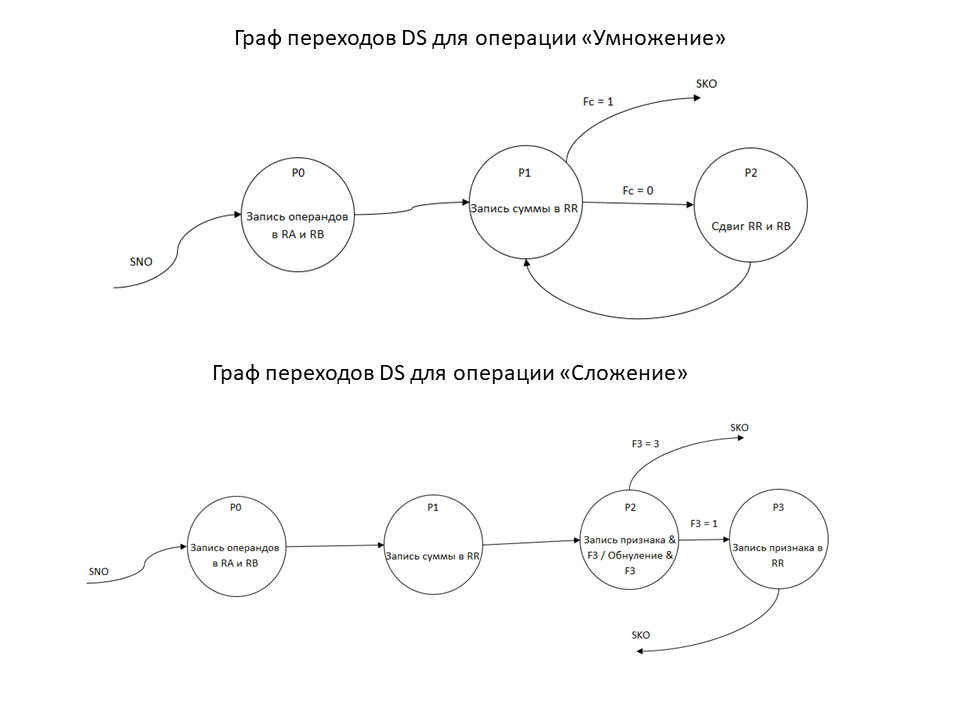 Граф переходов DS для операции «Умножение»
SKO
Fc = 1
P0
P1
P2
Fc = 0
Запись операндов
в RA и RB
Запись суммы в RR
Сдвиг RR и RB
SNO
Граф переходов DS для операции «Сложение»
SKO
F3 = 3
P0
P1
P2
P3
F3 = 1
Запись операндов
в RA и RB
Запись суммы в RR
Запись признака &
F3 / Обнуление &
F3
Запись признака в
RR
SNO
SKO